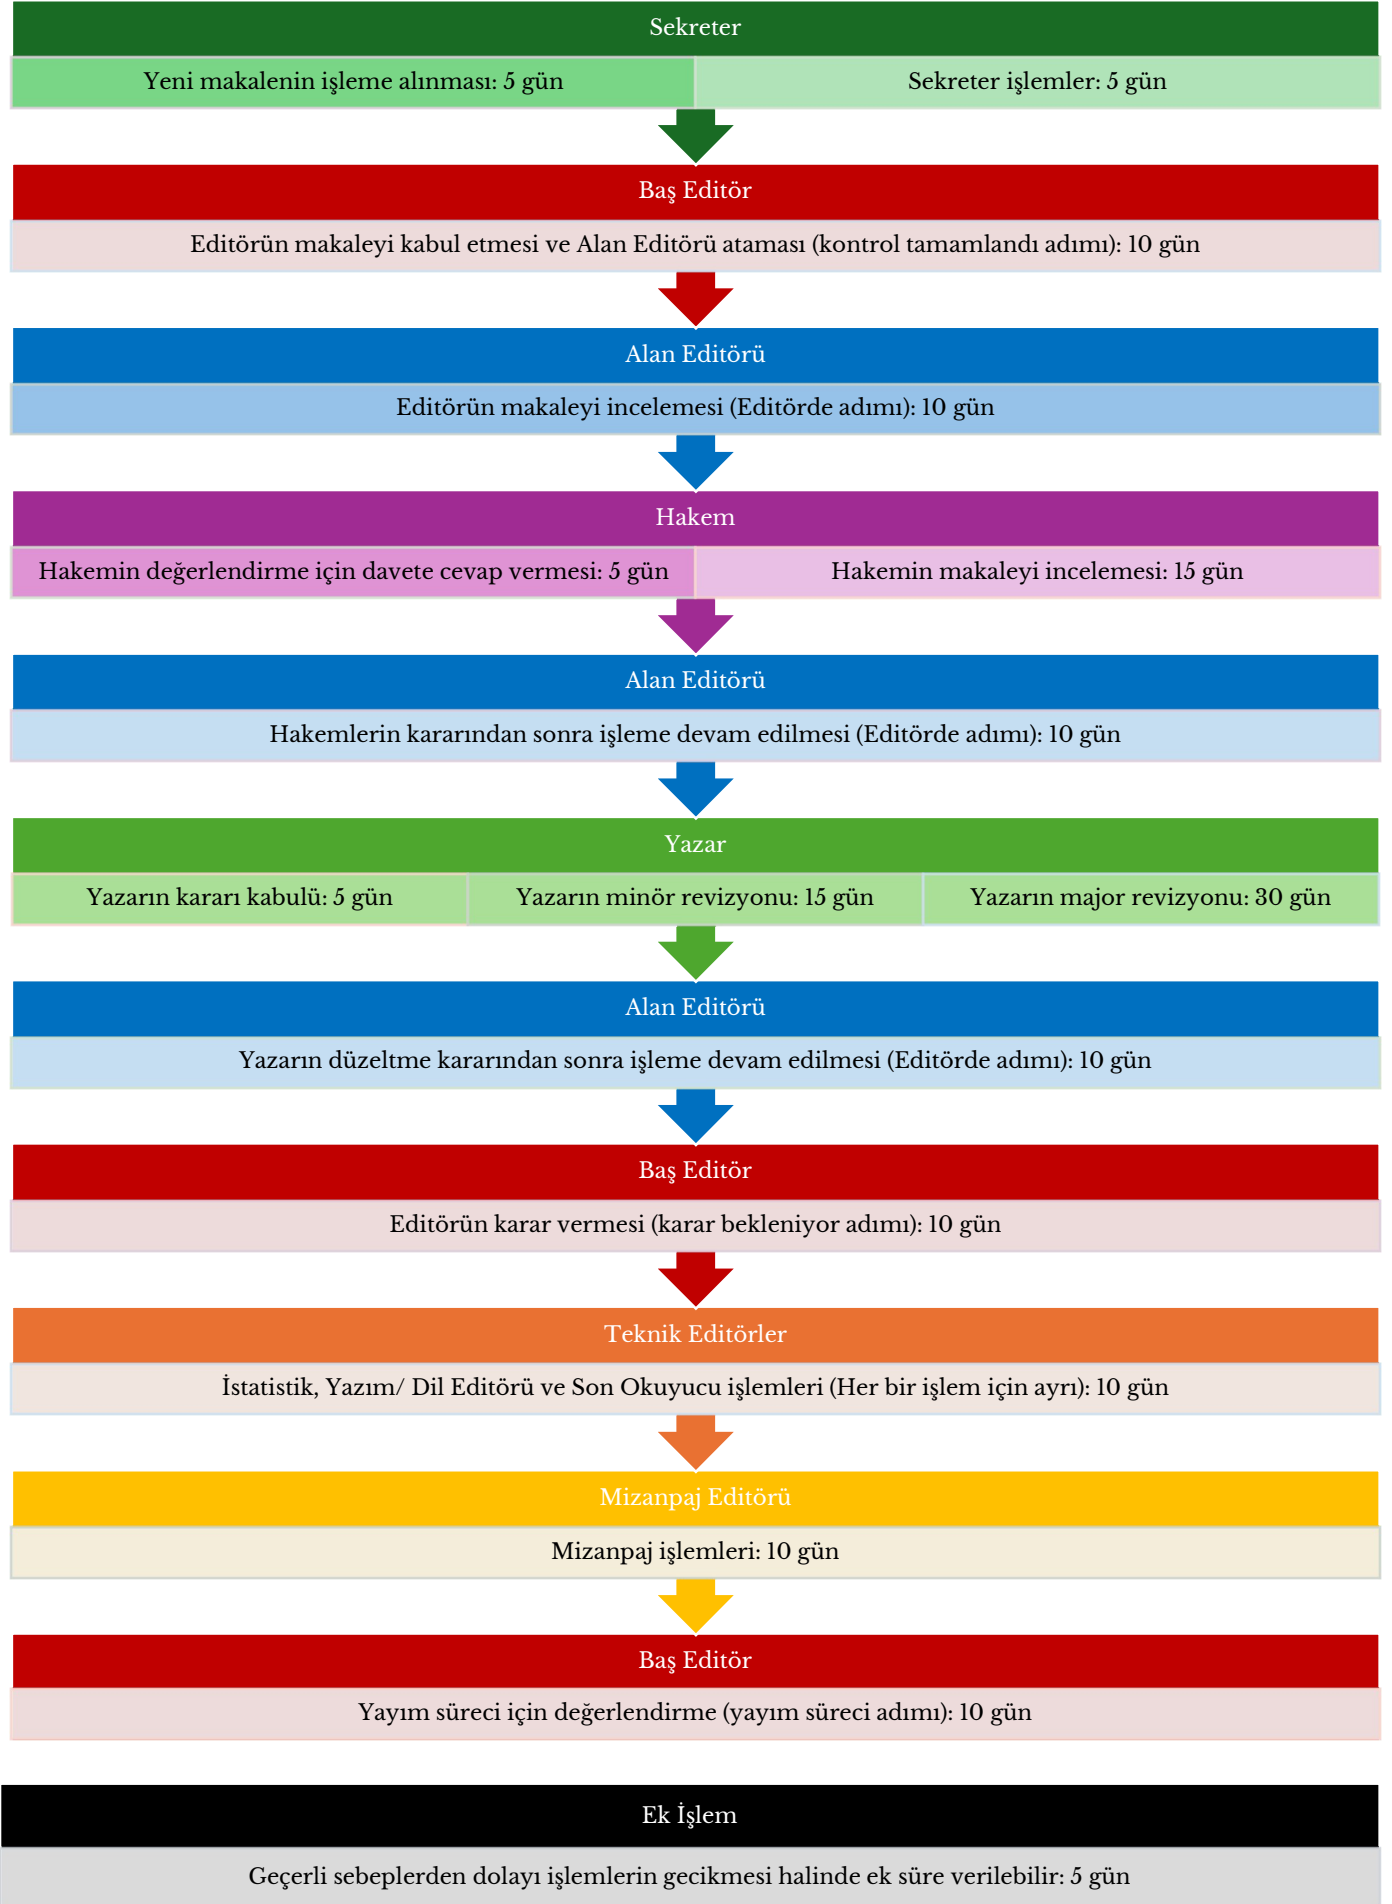 Sekreter
Yeni makalenin işleme alınması: 5 gün
Sekreter işlemler: 5 gün
Baş Editör
Editörün makaleyi kabul etmesi ve Alan Editörü ataması (kontrol tamamlandı adımı): 10 gün
Alan Editörü
Editörün makaleyi incelemesi (Editörde adımı): 10 gün
Hakem
Hakemin değerlendirme için davete cevap vermesi: 5 gün
Hakemin makaleyi incelemesi: 15 gün
Alan Editörü
Hakemlerin kararından sonra işleme devam edilmesi (Editörde adımı): 10 gün
Yazar
Yazarın kararı kabulü: 5 gün
Yazarın minör revizyonu: 15 gün
Yazarın major revizyonu: 30 gün
Alan Editörü
Yazarın düzeltme kararından sonra işleme devam edilmesi (Editörde adımı): 10 gün
Baş Editör
Editörün karar vermesi (karar bekleniyor adımı): 10 gün
Teknik Editörler
İstatistik, Yazım/ Dil Editörü ve Son Okuyucu işlemleri (Her bir işlem için ayrı): 10 gün
Mizanpaj Editörü
Mizanpaj işlemleri: 10 gün
Baş Editör
Yayım süreci için değerlendirme (yayım süreci adımı): 10 gün
Ek İşlem
Geçerli sebeplerden dolayı işlemlerin gecikmesi halinde ek süre verilebilir: 5 gün